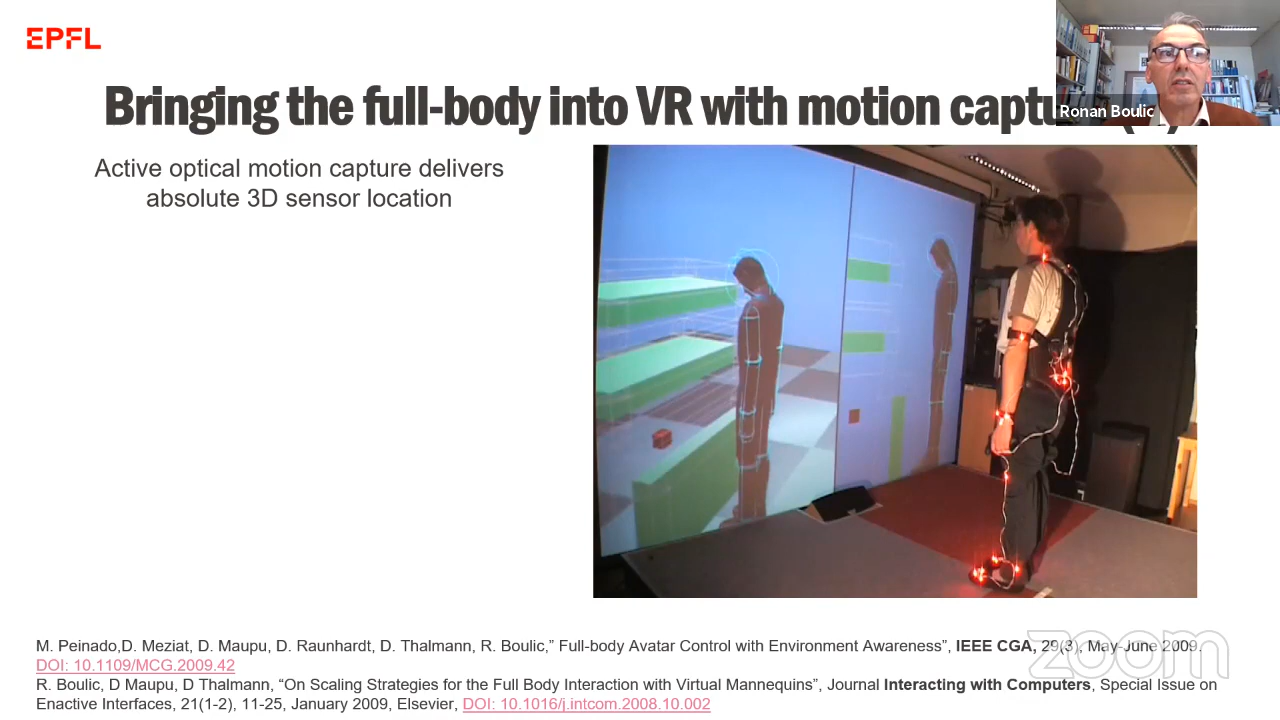 EPFL
Bringing the full-body into VR with motion
Ronan Boulic
Active optical motion capture delivers
absolute 3D sensor location
M. Peinado,D. Meziat, D. Maupu, D. Raunhardt, D. Thalmann, R. Boulic,” Full-body Avatar Control with Environment Awareness”, IEEE CGA, 29(3), May-June 2009.
DOI: 10.1109/MCG.2009.42
R. Boulic, D Maupu, D Thalmann, “On Scaling Strategies for the Full Body Interaction with Virtual Mannequins”, Journal Interacting with Computers, Special Issue on
Enactive Interfaces, 21(1-2), 11-25, January 2009, Elsevier, DOI: 10.1016/j.intcom.2008.10.002
zoom